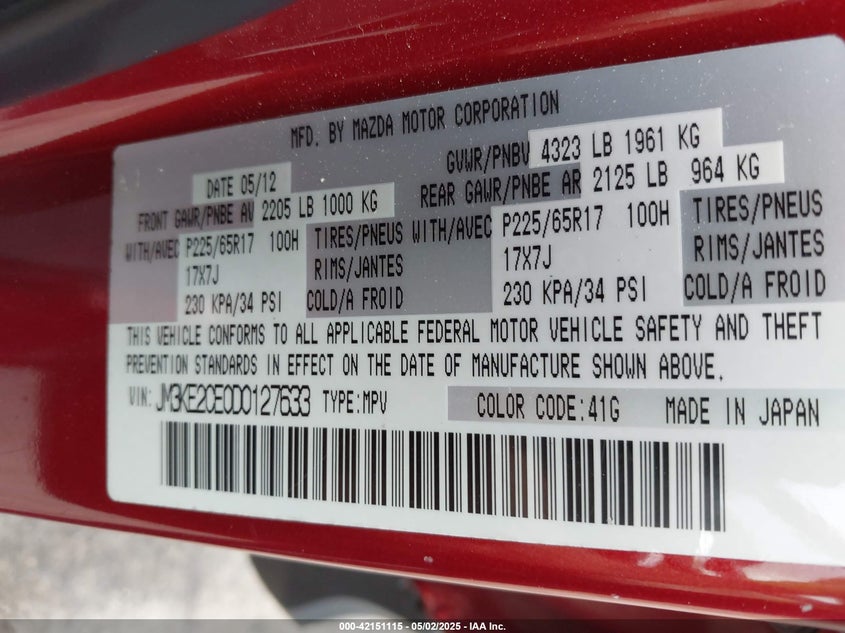 MFD. BY MAZDA MOTOR CORPORATION
DATE 05/12 GVWR/PNBV 4323 LB 1961 KG
FRONT GAWR/PNBE AV 2205 LB 1000 KG REAR GAWR/PNBE AR 2125 LB 964 KG
WITH/AVEC P225/65R17 100H TIRES/PNEUS WITH/AVEC P225/65R17 100H TIRES/PNEUS
17X7J RIMS/JANTES 17X7J RIMS/JANTES
230 KPA/34 PSI COLD/A FROID 230 KPA/34 PSI COLD/A FROID
THIS VEHICLE CONFORMS TO ALL APPLICABLE FEDERAL MOTOR VEHICLE SAFETY AND THEFT
PREVENTION STANDARDS IN EFFECT ON THE DATE OF MANUFACTURE SHOWN ABOVE.
VIN: JM3KE2CE0D0127633 TYPE:MPV COLOR CODE:41G MADE IN JAPAN
000-42151115 - 05/02/2025 - IAA Inc.